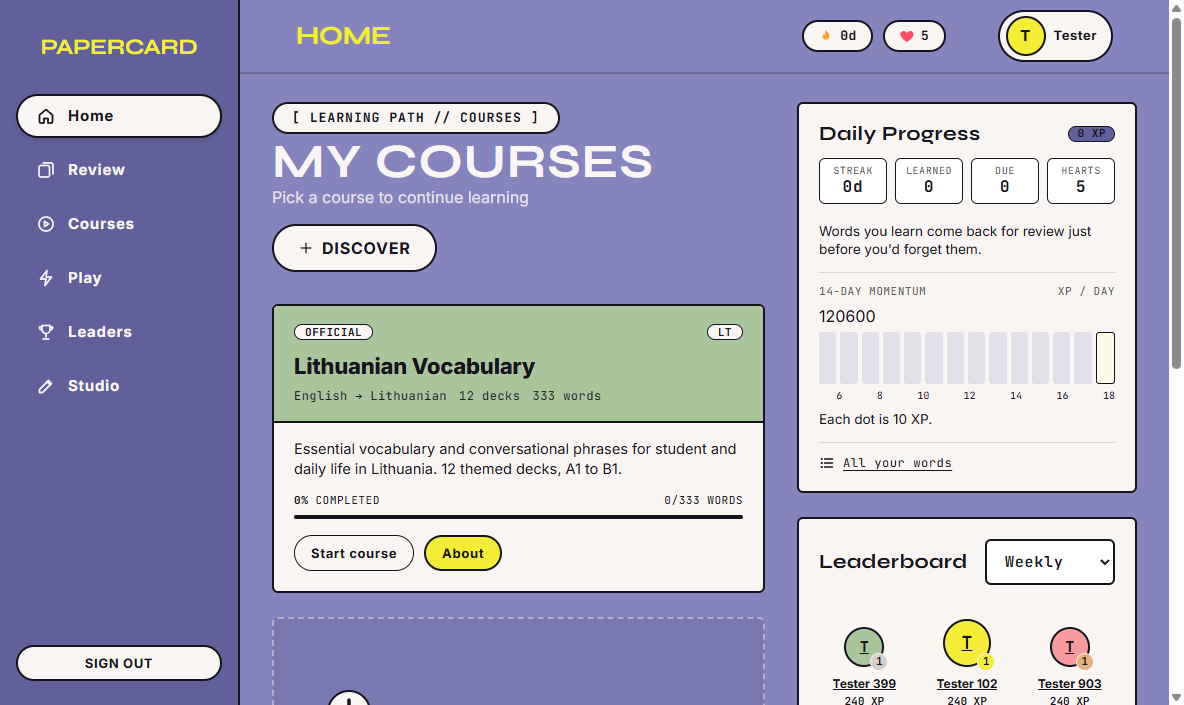 PAPERCARD
Home
Review
Courses
Play
Leaders
Studio
SIGN OUT
HOME
0d
5
T
Tester
[ LEARNING PATH // COURSES ]
MY COURSES
Pick a course to continue learning
+ DISCOVER
OFFICIAL
LT
Lithuanian Vocabulary
English → Lithuanian 12 decks 333 words
Essential vocabulary and conversational phrases for student and
daily life in Lithuania. 12 themed decks, A1 to B1.
0% COMPLETED
0/333 WORDS
Start course
About
Daily Progress
0 XP
STREAK
0d
LEARNED
0
DUE
0
HEARTS
5
Words you learn come back for review just
before you'd forget them.
14-DAY MOMENTUM
XP / DAY
120600
6 8 10 12 14 16 18
Each dot is 10 XP.
All your words
Leaderboard
Weekly
T
1
T
1
T
1
Tester 399
Tester 102
Tester 903
240 XP
240 XP
240 XP